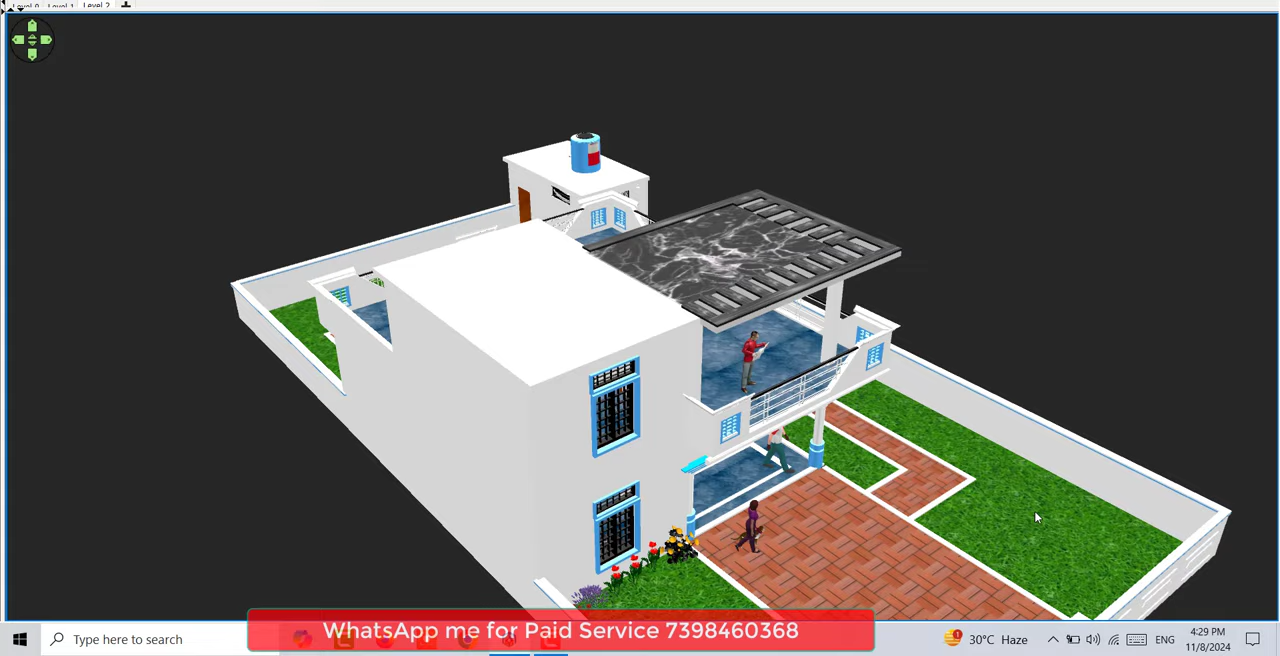 Level 0 Level 1 Level 2
WhatsApp me for Paid Service 7398460368
Type here to search
30°C Haze
ENG
4:29 PM
11/8/2024